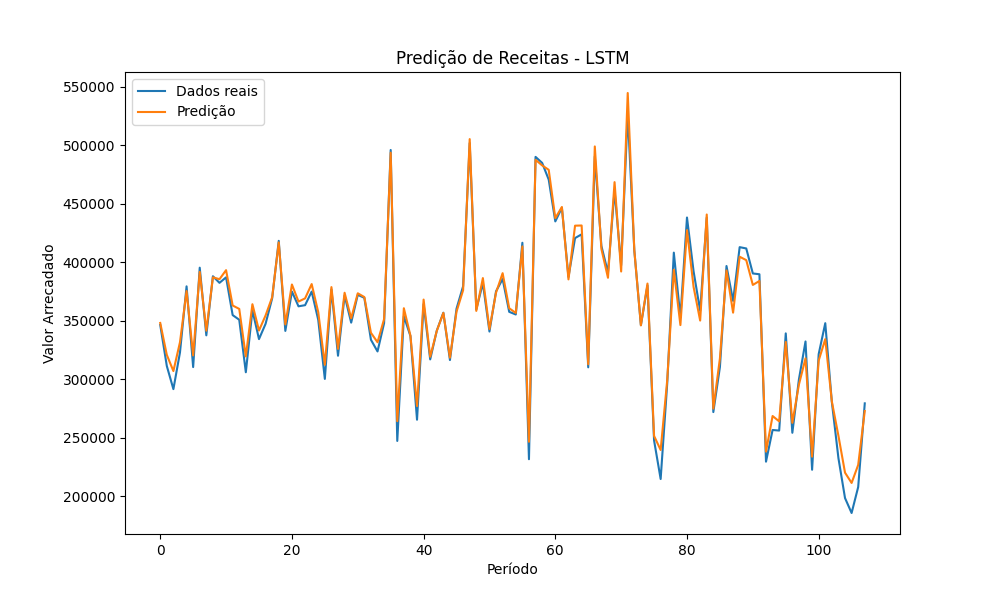 Predição de Receitas - LSTM
Dados reais
Predição
Valor Arrecadado
550000
500000
450000
400000
350000
300000
250000
200000
0 20 40 60 80 100
Período